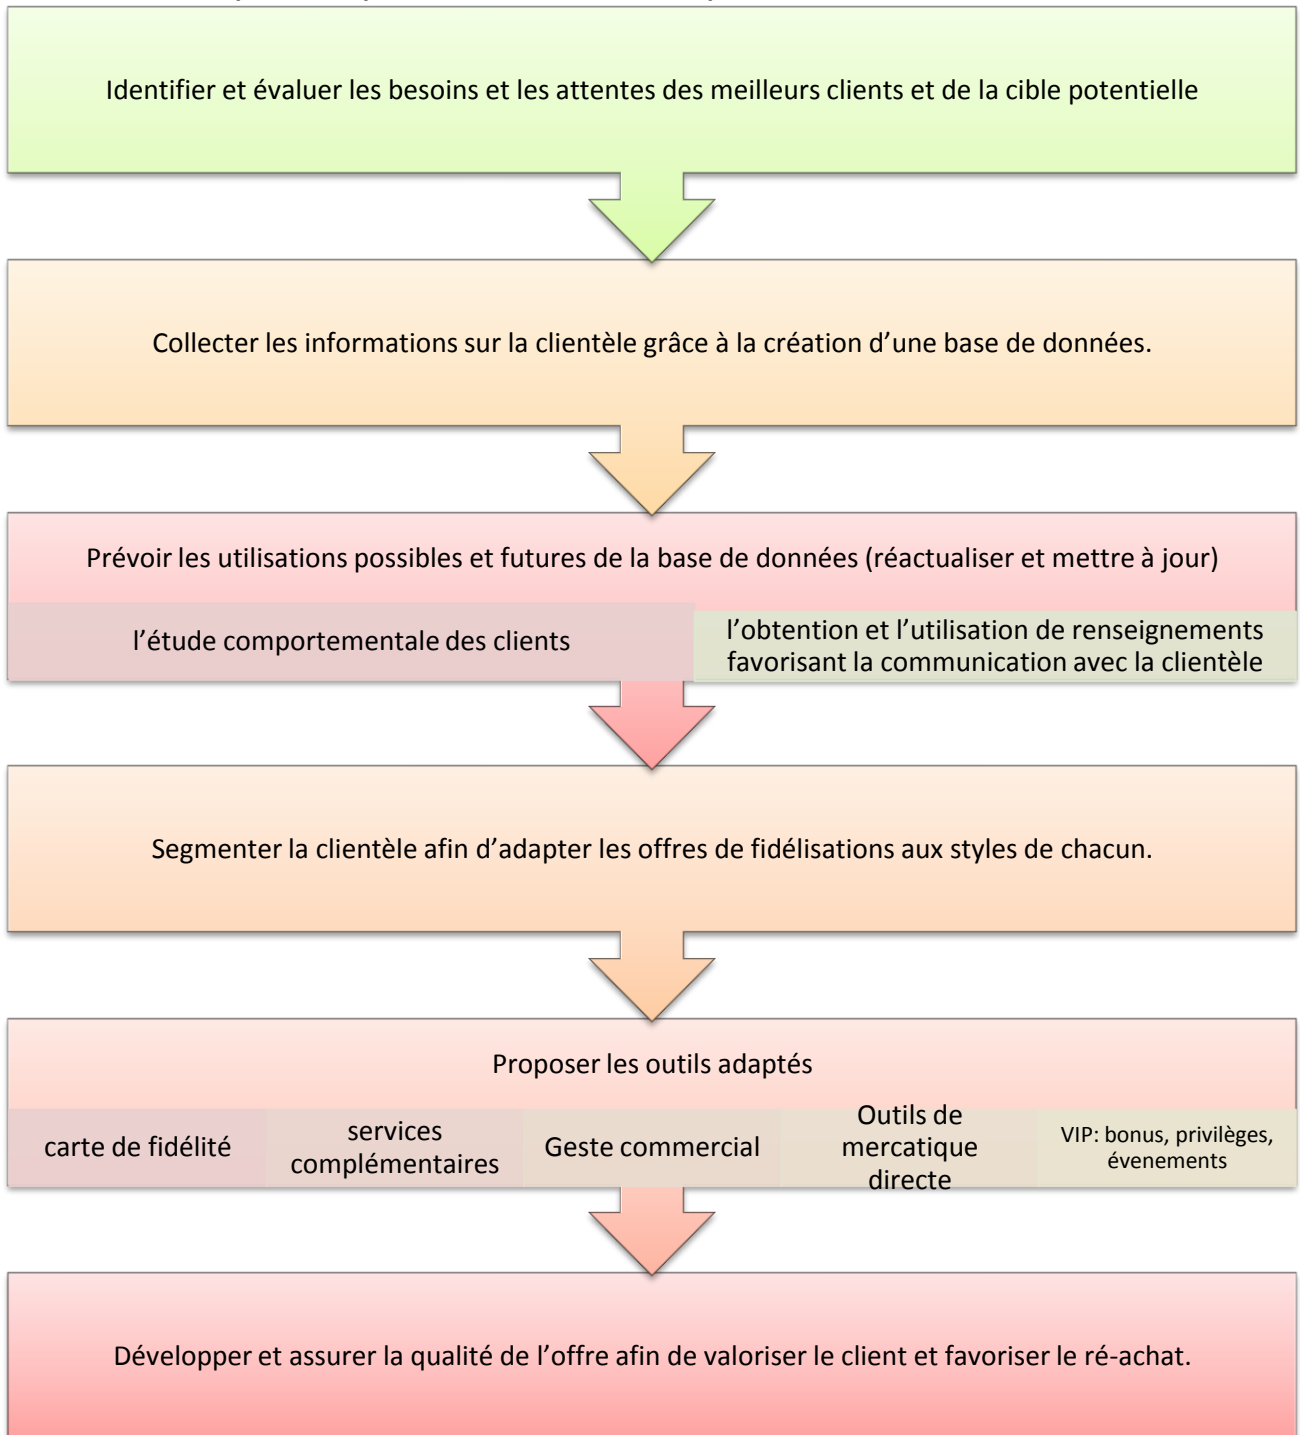 Identifier et évaluer les besoins et les attentes des meilleurs clients et de la cible potentielle
Collecter les informations sur la clientèle grâce à la création d’une base de données.
Prévoir les utilisations possibles et futures de la base de données (réactualiser et mettre à jour)
l’étude comportementale des clients
l’obtention et l’utilisation de renseignements
favorisant la communication avec la clientèle
Segmenter la clientèle afin d’adapter les offres de fidélisations aux styles de chacun.
Proposer les outils adaptés
carte de fidélité
services
complémentaires
Geste commercial
Outils de
mercatique
directe
VIP: bonus, privilèges,
évenements
Développer et assurer la qualité de l’offre afin de valoriser le client et favoriser le ré-achat.